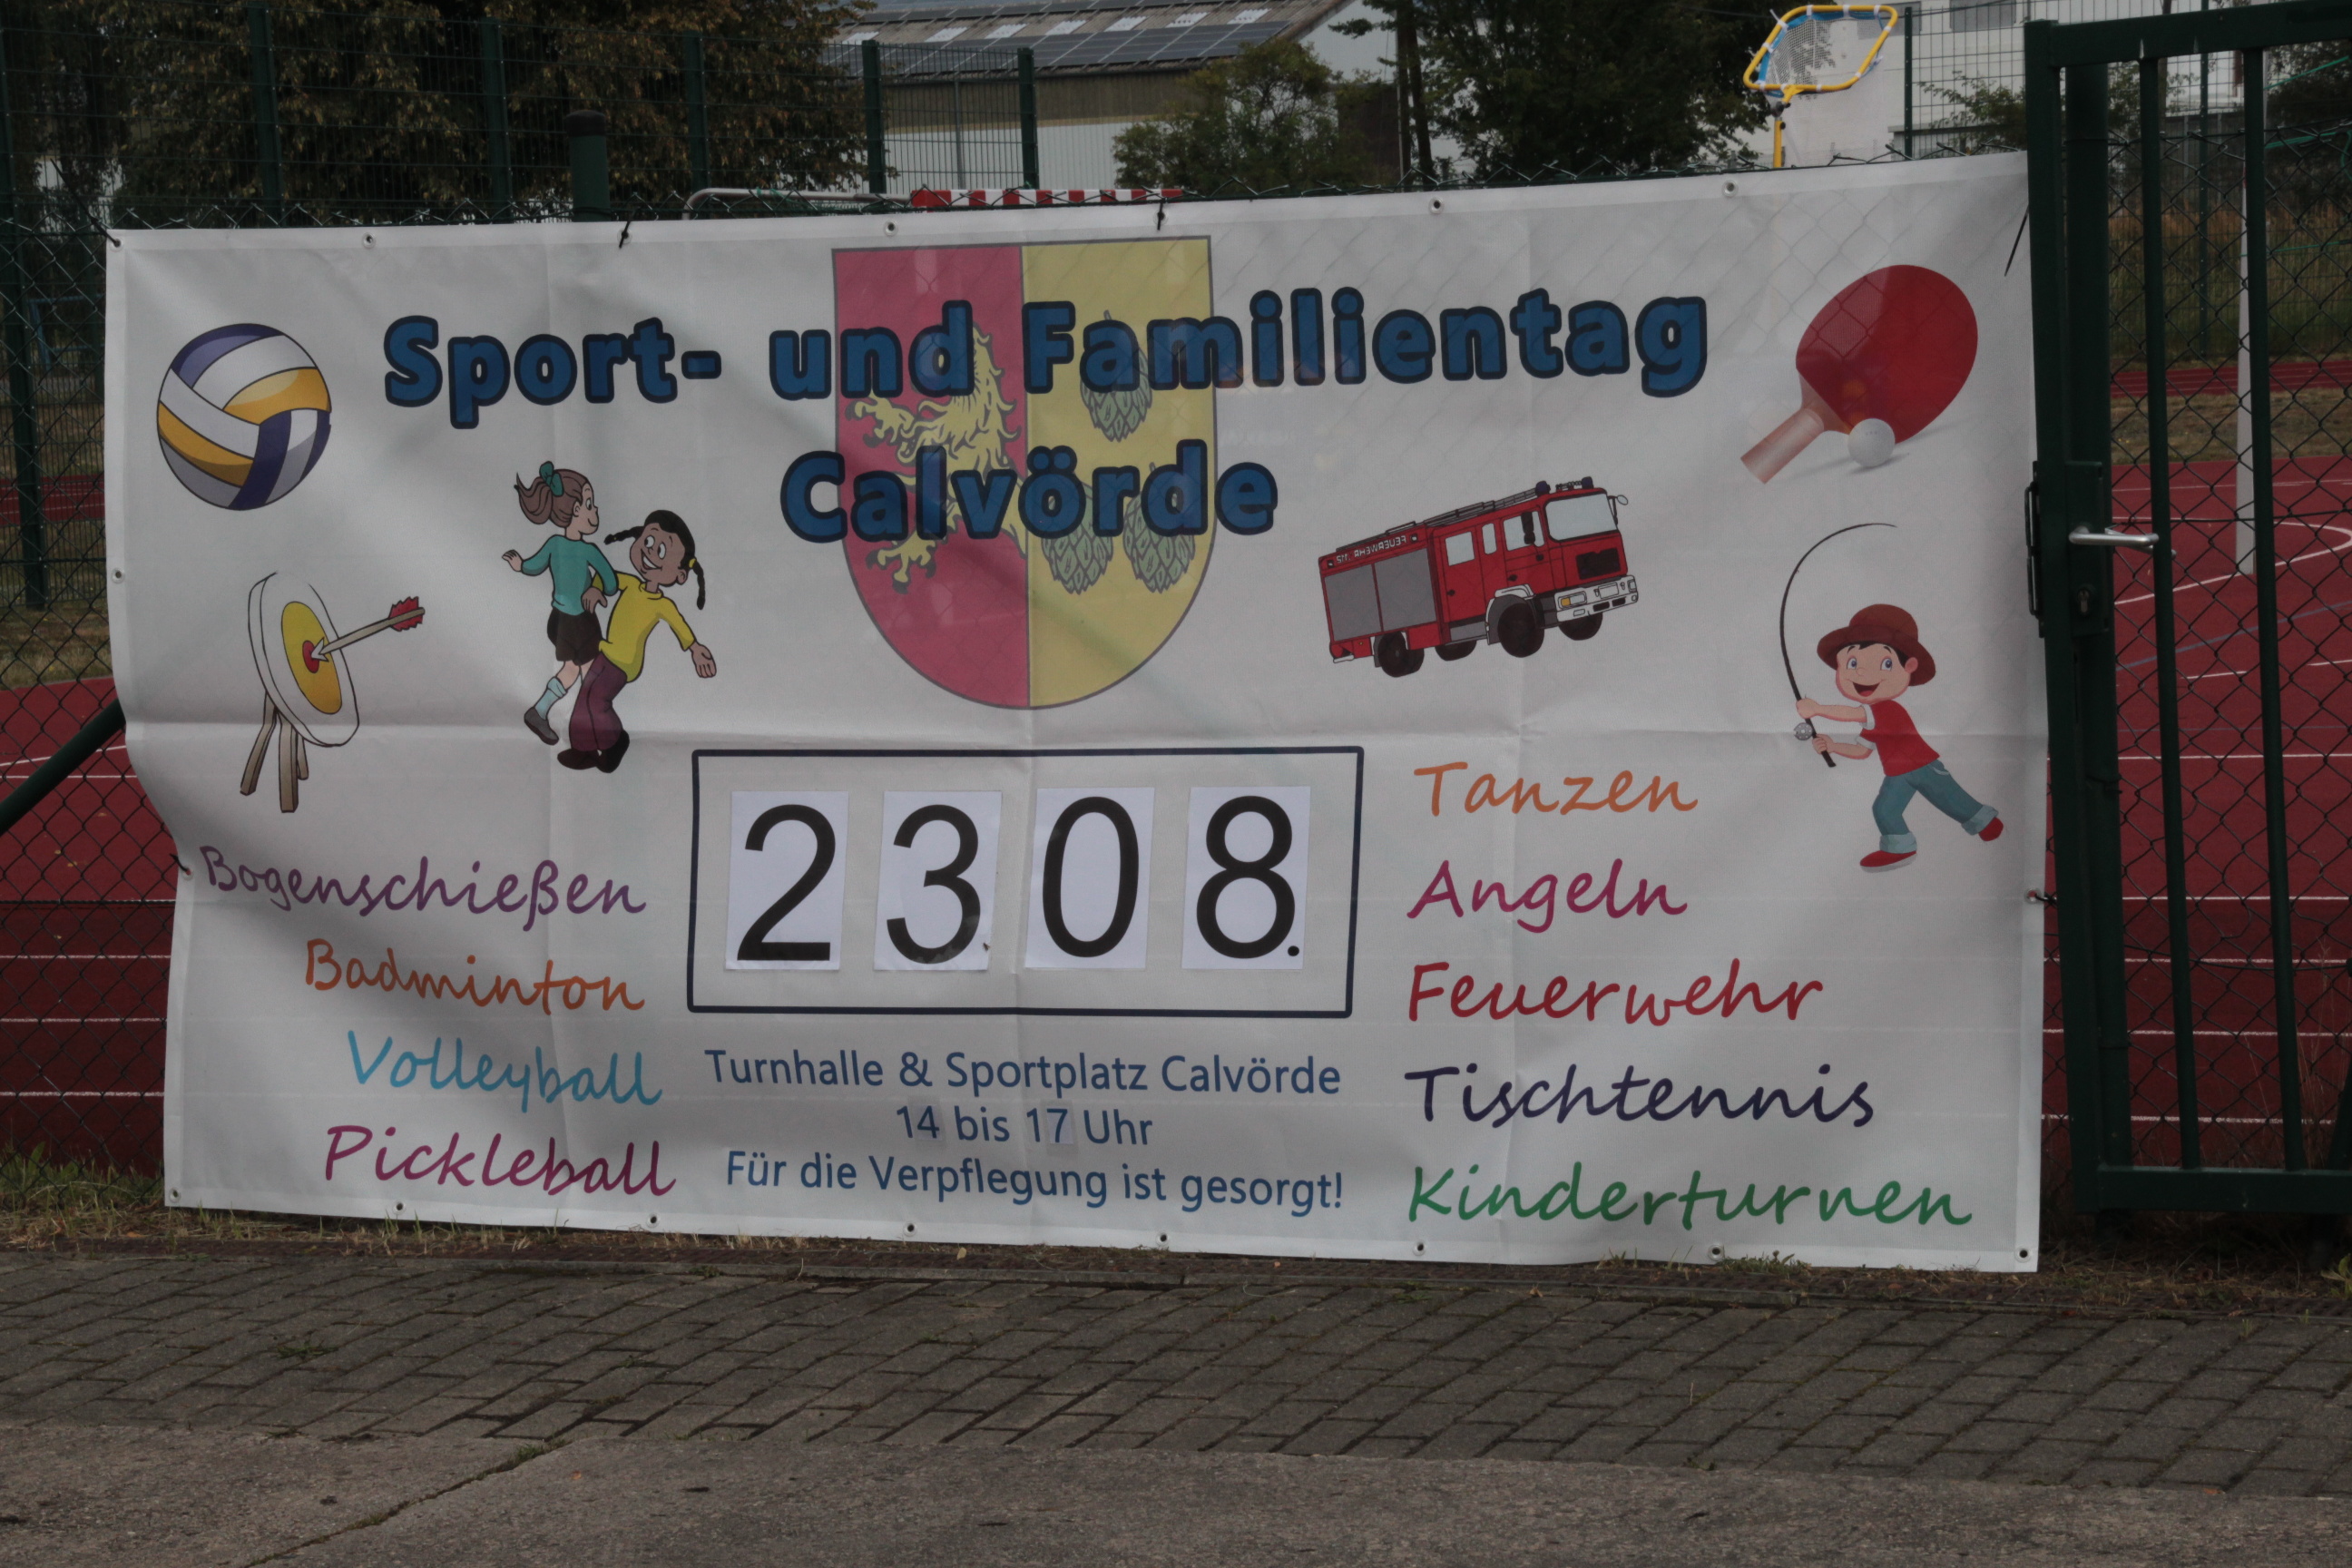 Sport- und Familientag
Calvörde
2308.
Bogenschießen
Badminton
Volleyball
Pickleball
Turnhalle & Sportplatz Calvörde
14 bis 17 Uhr
Für die Verpflegung ist gesorgt!
Tanzen
Angeln
Feuerwehr
Tischtennis
Kinderturnen